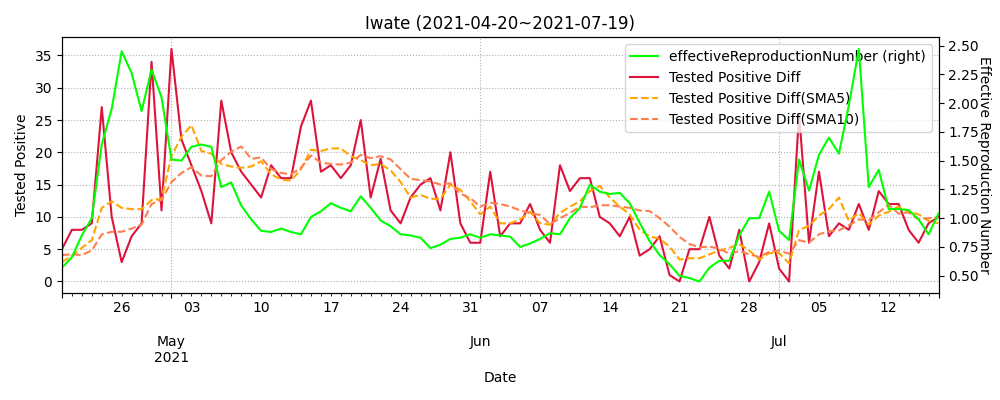 Iwate (2021-04-20~2021-07-19)
effectiveReproductionNumber (right)
Tested Positive Diff
Tested Positive Diff(SMA5)
Tested Positive Diff(SMA10)
Tested Positive
35
30
25
20
15
10
5
0
2.50
2.25
2.00
1.75
1.50
1.25
1.00
0.75
0.50
Effective Reproduction Number
26 03 10 17 24 31 07 14 21 28 05 12
May Jun Jul
2021
Date